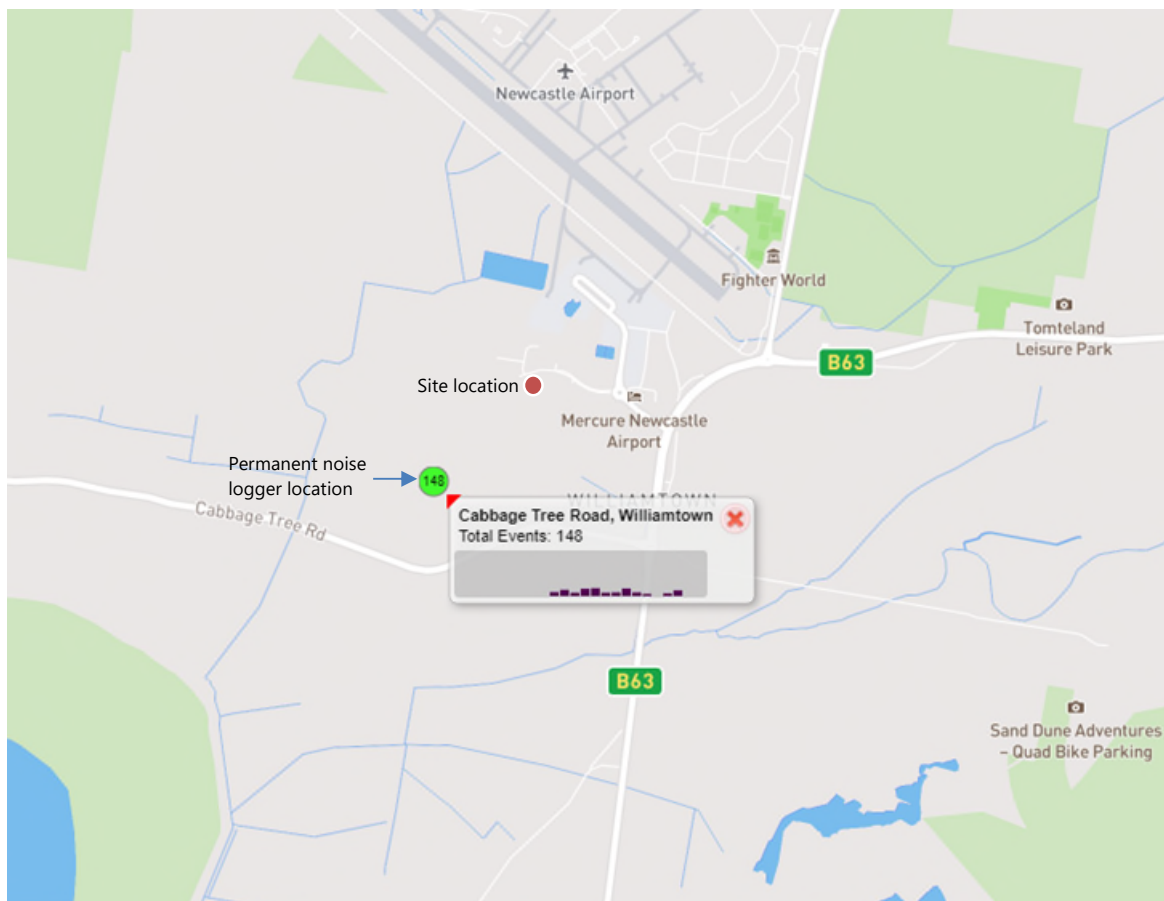 Newcastle Airport
Fighter World
Tomteland
Leisure Park
B63
Site location
Mercure Newcastle
Airport
Permanent noise
logger location
148
WILLIAMTOWN
Cabbage Tree Rd
Cabbage Tree Road, Williamtown
Total Events: 148
B63
Sand Dune Adventures
– Quad Bike Parking